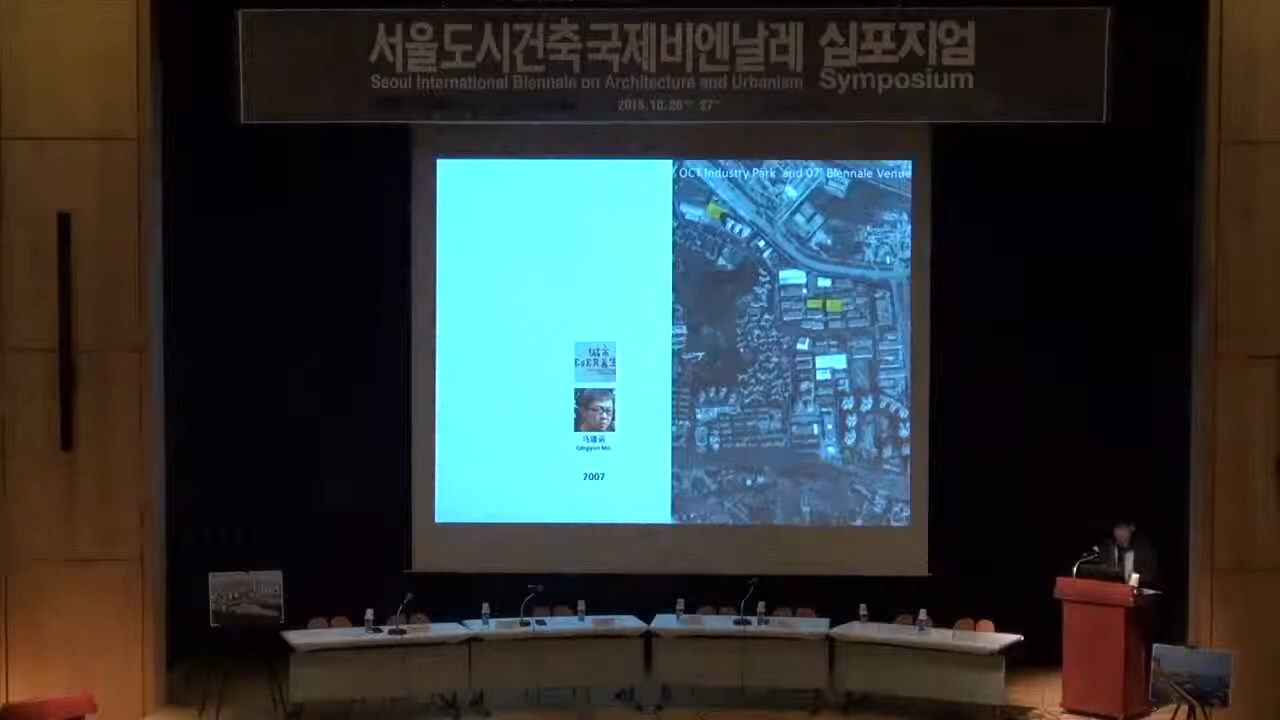 서울도시건축국제비엔날레 심포지엄
Seoul International Biennale on Architecture and Urbanism Symposium
OCT Industry Park and 07' Biennale Venue
马清运
Qingyun Ma
2007